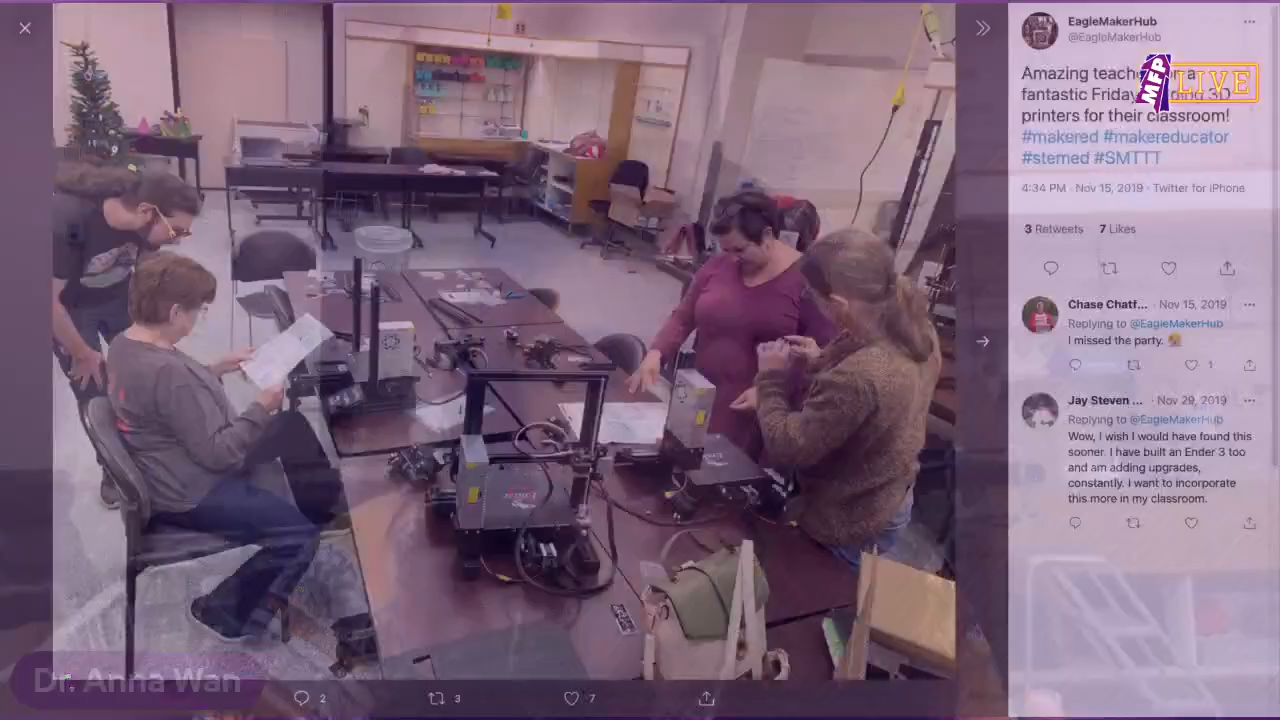 EagleMakerHub
@EagleMakerHub
Amazing a
fantastic 3D
printers for their classroom!
#makered #makereducator
#stemed #SMTTT
4:34 PM · Nov 15, 2019 · Twitter for iPhone
3 Retweets 7 Likes
Chase Chatf... · Nov 15, 2019
Replying to @EagleMakerHub
I missed the party.
1
Jay Steven ... · Nov 29, 2019
Replying to @EagleMakerHub
Wow, I wish I would have found this
sooner. I have built an Ender 3 too
and am adding upgrades,
constantly. I want to incorporate
this more in my classroom.
MFP LIVE
Dr. Anna Wan
2 3 7